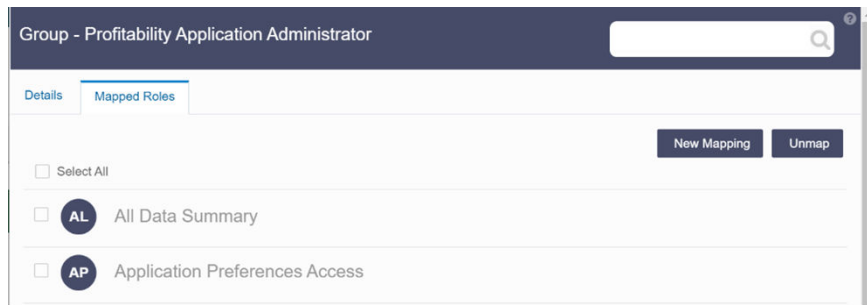 Group - Profitability Application Administrator
?
Details Mapped Roles
New Mapping Unmap
Select All
AL All Data Summary
AP Application Preferences Access